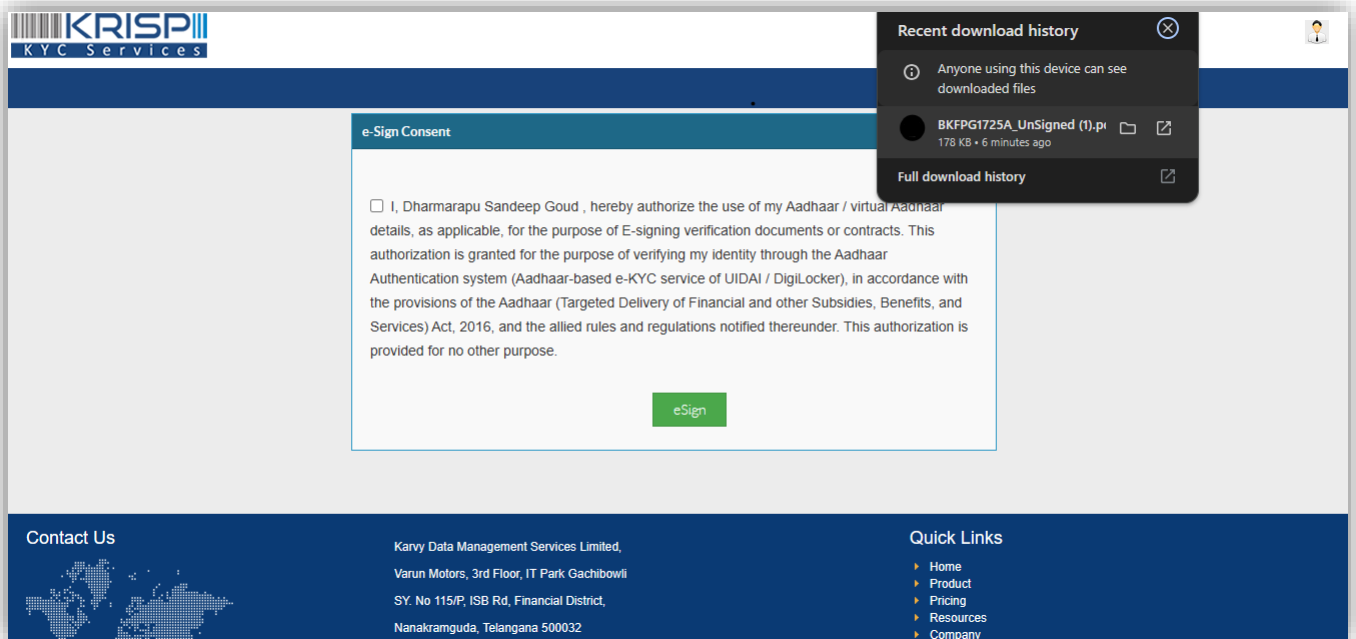 KRISP
KYC Services
Recent download history
Anyone using this device can see
downloaded files
BKFPG1725A_UnSigned (1).p
178 KB • 6 minutes ago
Full download history
e-Sign Consent
I, Dharmarapu Sandeep Goud , hereby authorize the use of my Aadhaar / virtual Aadhaar
details, as applicable, for the purpose of E-signing verification documents or contracts. This
authorization is granted for the purpose of verifying my identity through the Aadhaar
Authentication system (Aadhaar-based e-KYC service of UIDAI / DigiLocker), in accordance with
the provisions of the Aadhaar (Targeted Delivery of Financial and other Subsidies, Benefits, and
Services) Act, 2016, and the allied rules and regulations notified thereunder. This authorization is
provided for no other purpose.
eSign
Contact Us
Karvy Data Management Services Limited,
Varun Motors, 3rd Floor, IT Park Gachibowli
SY. No 115/P, ISB Rd, Financial District,
Nanakramguda, Telangana 500032
Quick Links
Home
Product
Pricing
Resources
Company